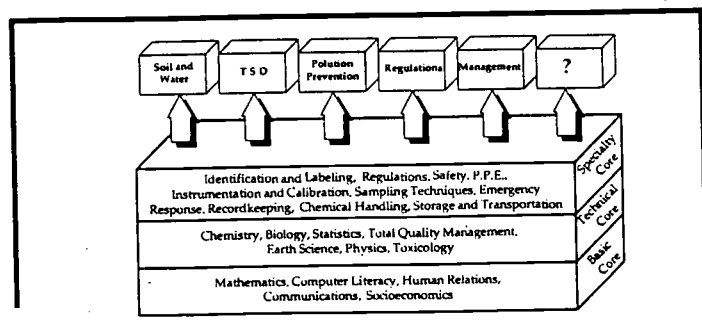 Soil and
Water
T S D
Polution
Prevention
Regulations
Management
?
Identification and Labeling, Regulations, Safety, P.P.E.,
Instrumentation and Calibration, Sampling Techniques, Emergency
Response, Recordkeeping, Chemical Handling, Storage and Transportation
Specialty
Core
Chemistry, Biology, Statistics, Total Quality Management,
Earth Science, Physics, Toxicology
Technical
Core
Mathematics, Computer Literacy, Human Relations,
Communications, Socioeconomics
Basic
Core